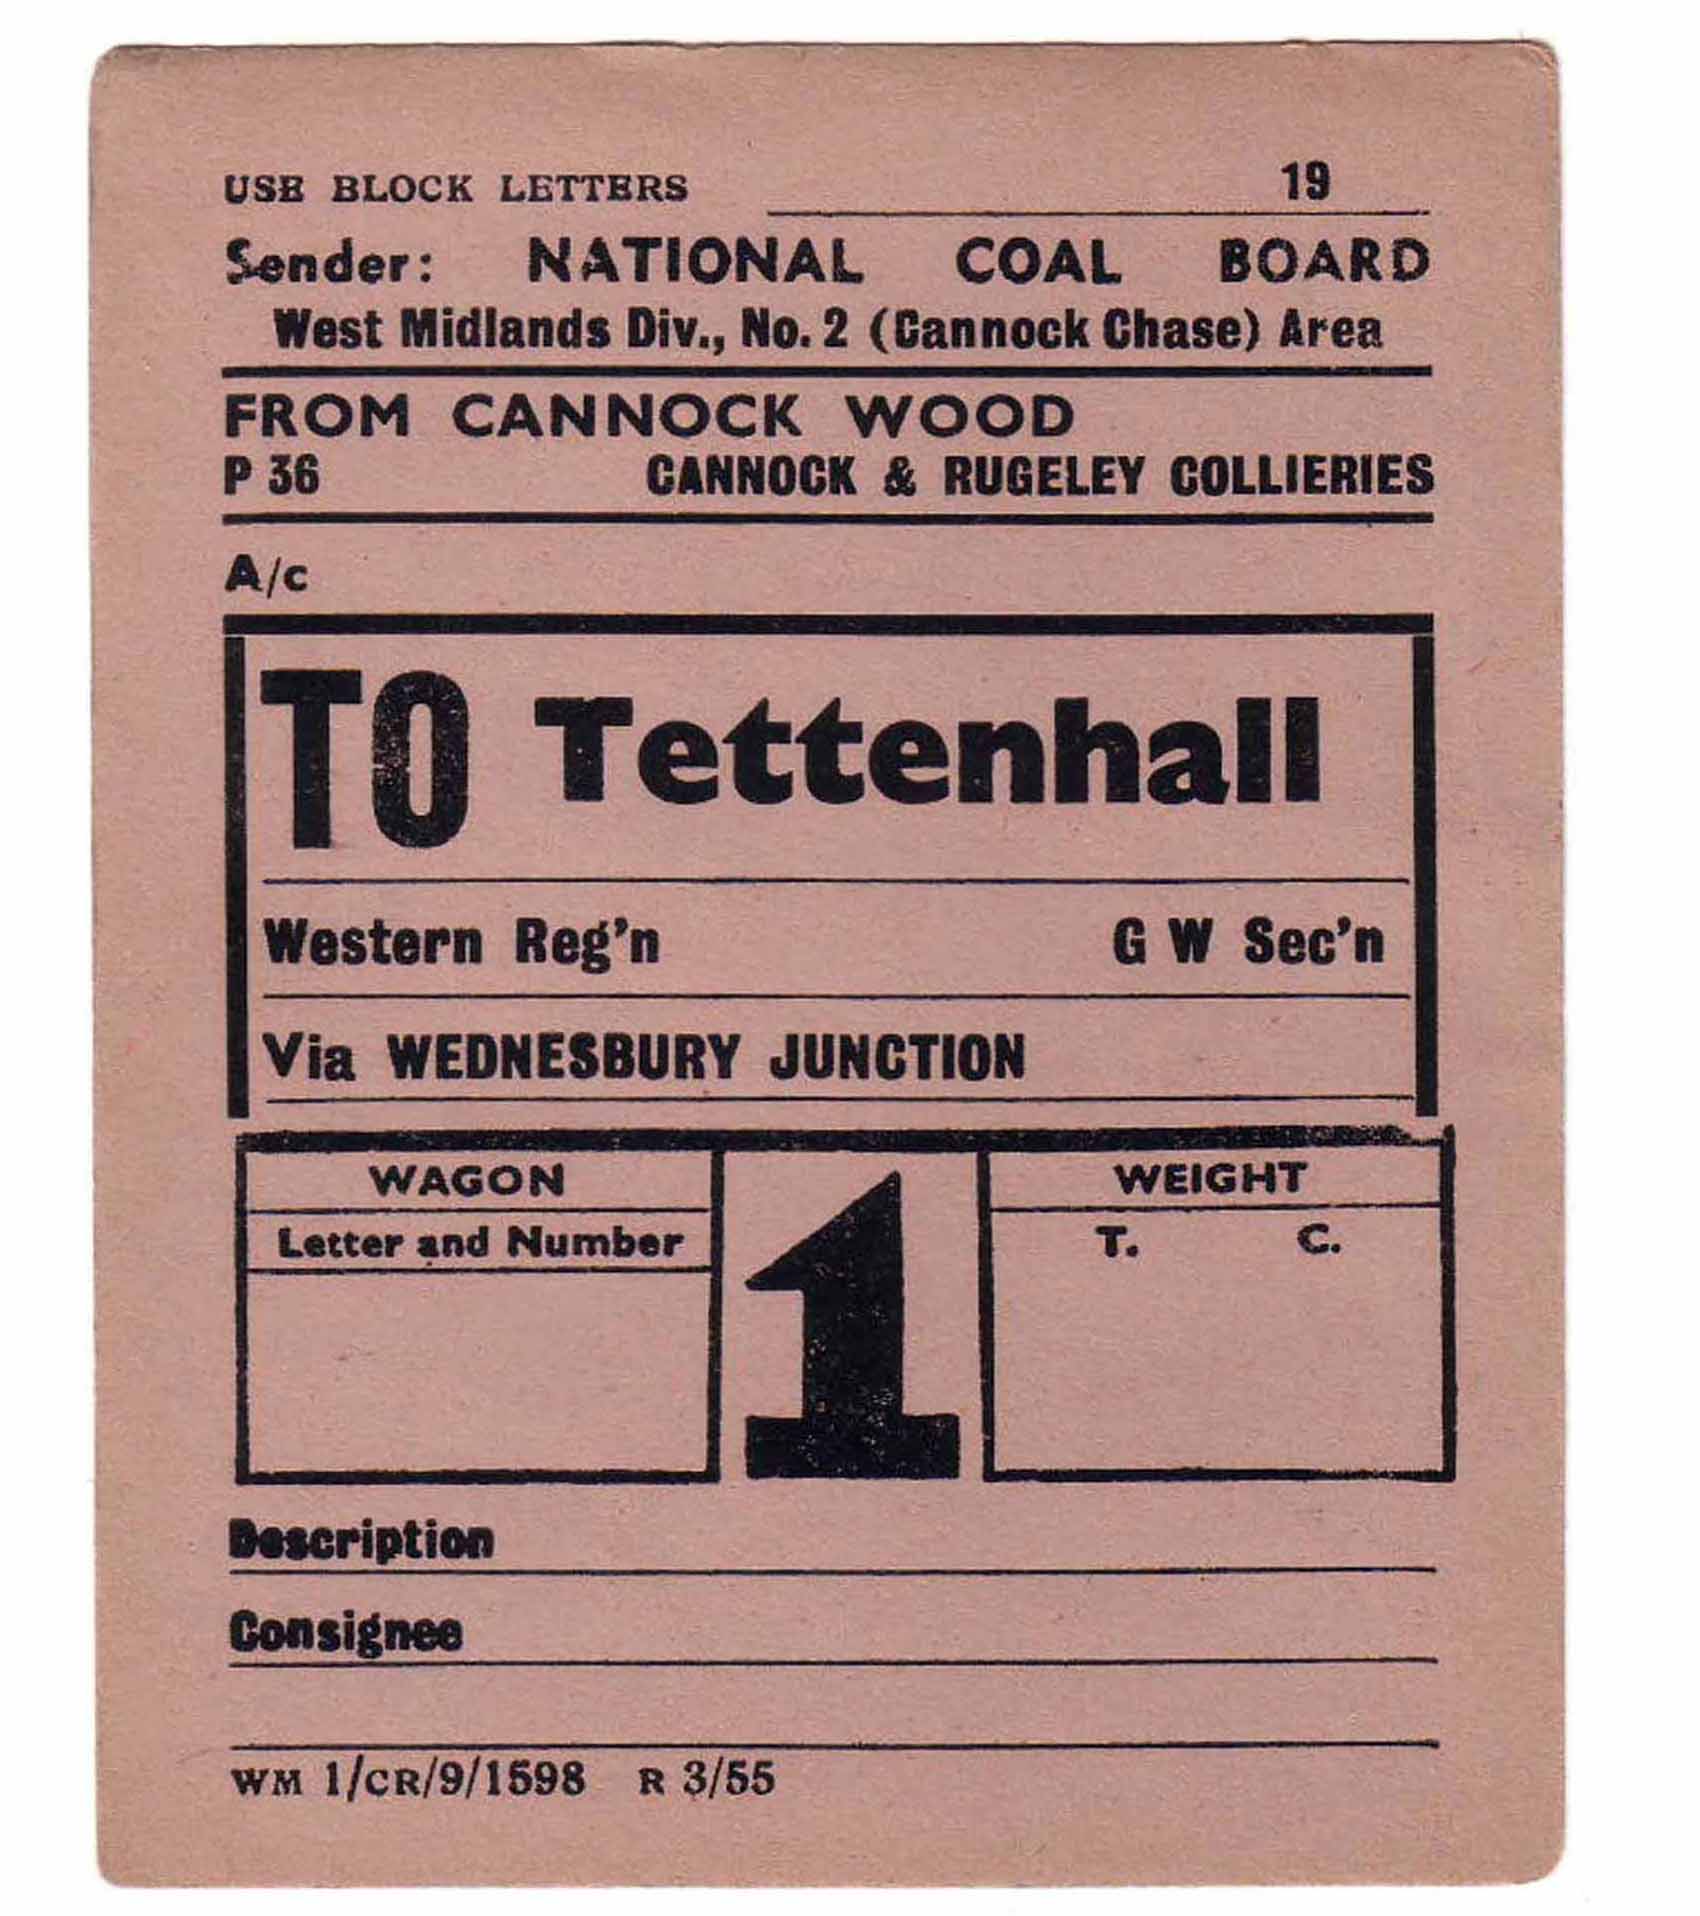 USE BLOCK LETTERS 19
Sender: NATIONAL COAL BOARD
West Midlands Div., No. 2 (Cannock Chase) Area
FROM CANNOCK WOOD
P 36 CANNOCK & RUGELEY COLLIERIES
A/c
TO Tettenhall
Western Reg'n G W Sec'n
Via WEDNESBURY JUNCTION
WAGON
Letter and Number
1
WEIGHT
T. C.
Description
Consignee
WM 1/CR/9/1598 R 3/55